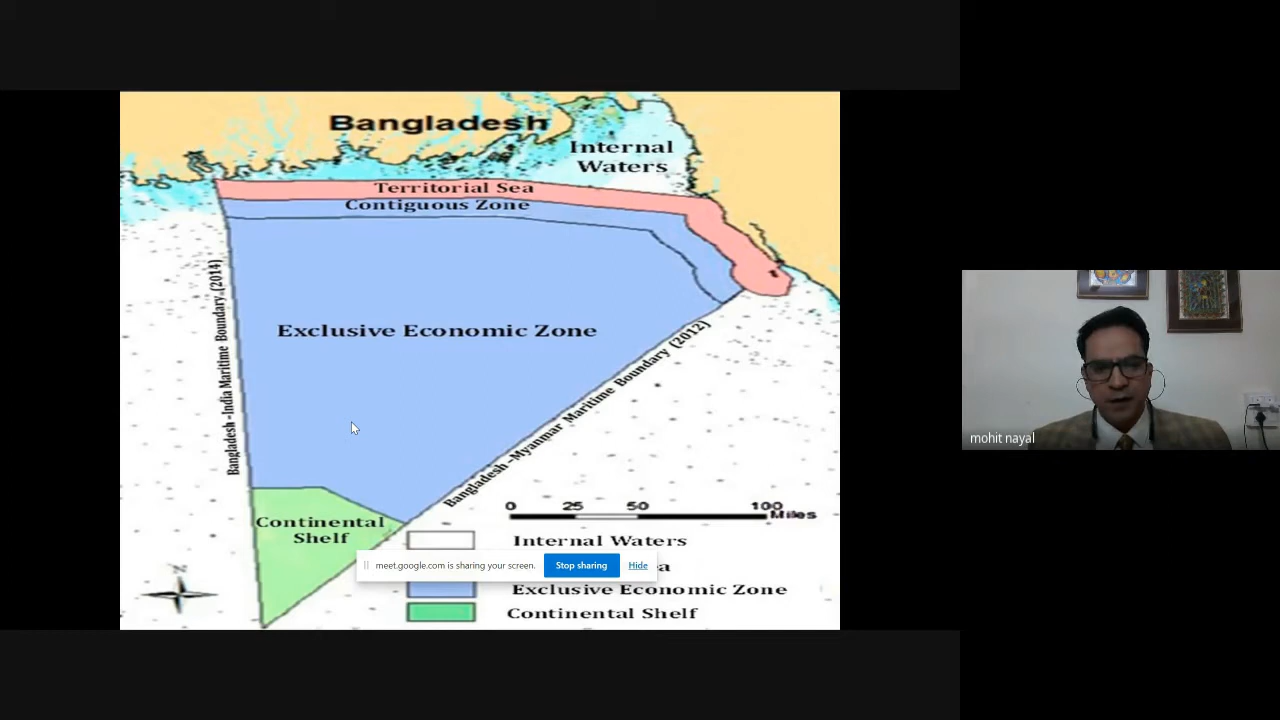 Bangladesh
Internal
Waters
Territorial Sea
Contiguous Zone
Exclusive Economic Zone
Bangladesh -India Maritime Boundary (2014)
Bangladesh -Myanmar Maritime Boundary (2012)
Continental
Shelf
N
0 25 50 100
Miles
Internal Waters
meet.google.com is sharing your screen. Stop sharing Hide
Exclusive Economic Zone
Continental Shelf
mohit nayal